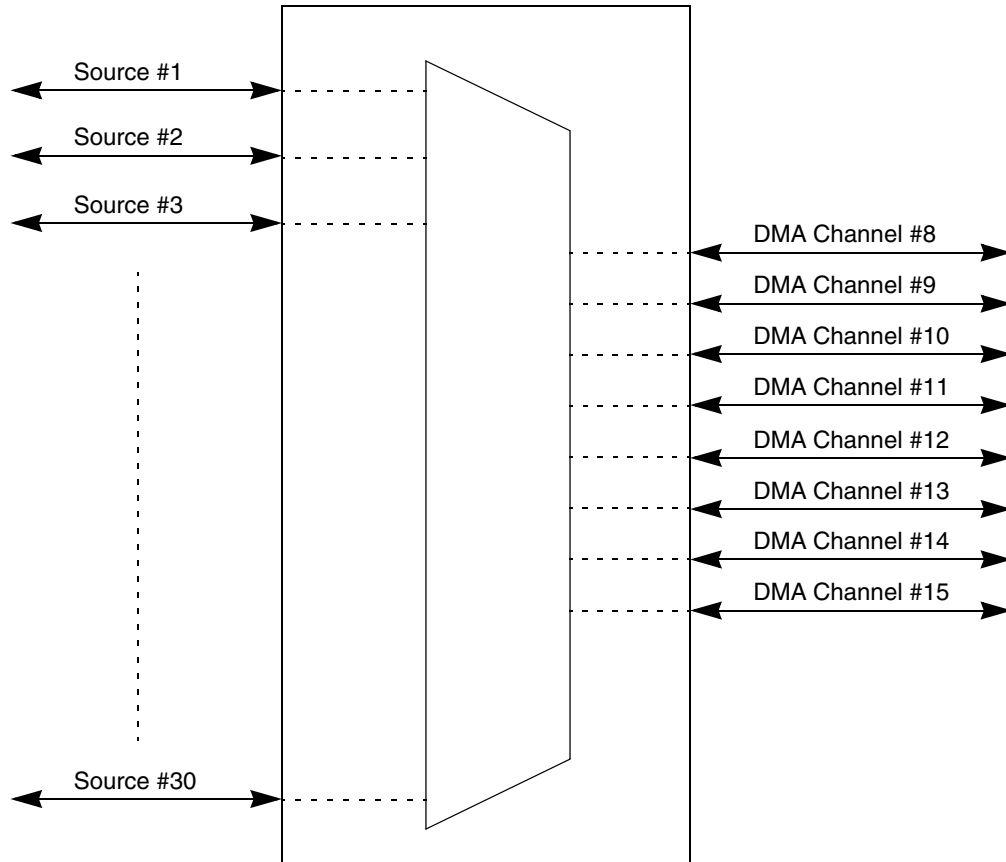 Source #1
Source #2
Source #3
Source #30
DMA Channel #8
DMA Channel #9
DMA Channel #10
DMA Channel #11
DMA Channel #12
DMA Channel #13
DMA Channel #14
DMA Channel #15